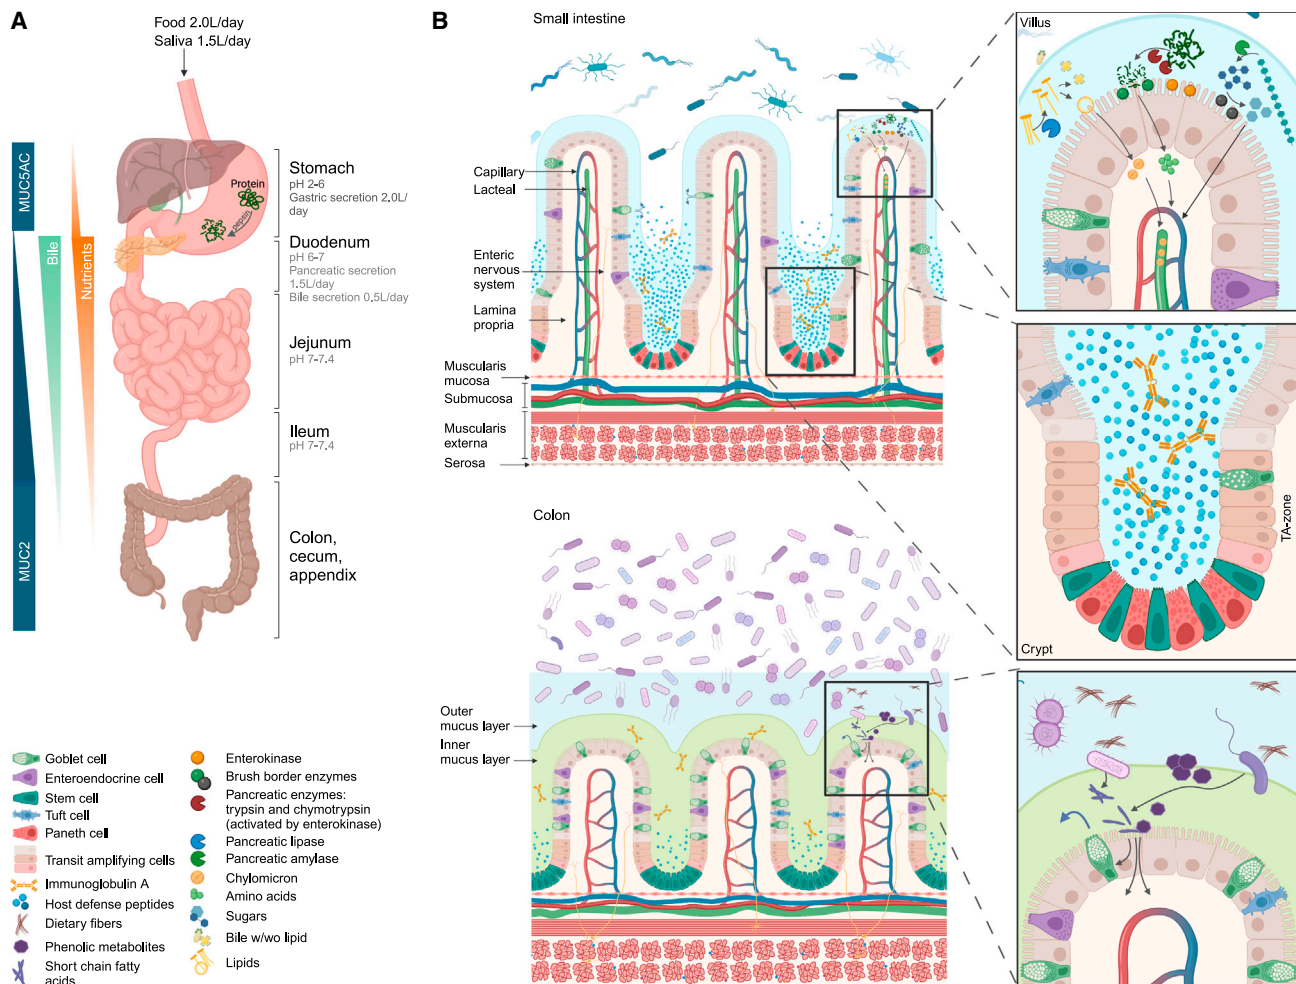 A
Food 2.0L/day
Saliva 1.5L/day
MUC5AC
MUC2
Bile
Nutrients
Protein
pepsin
Stomach
pH 2-6
Gastric secretion 2.0L/
day
Duodenum
pH 6-7
Pancreatic secretion
1.5L/day
Bile secretion 0,5L/day
Jejunum
pH 7-7.4
Ileum
pH 7-7.4
Colon,
cecum,
appendix
B
Small intestine
Capillary
Lacteal
Enteric
nervous
system
Lamina
propria
Muscularis
mucosa
Submucosa
Muscularis
externa
Serosa
Villus
TA-zone
Crypt
Colon
Outer
mucus layer
Inner
mucus layer
Goblet cell
Enteroendocrine cell
Stem cell
Tuft cell
Paneth cell
Transit amplifying cells
Immunoglobulin A
Host defense peptides
Dietary fibers
Phenolic metabolites
Short chain fatty
acids
Enterokinase
Brush border enzymes
Pancreatic enzymes:
trypsin and chymotrypsin
(activated by enterokinase)
Pancreatic lipase
Pancreatic amylase
Chylomicron
Amino acids
Sugars
Bile w/wo lipid
Lipids